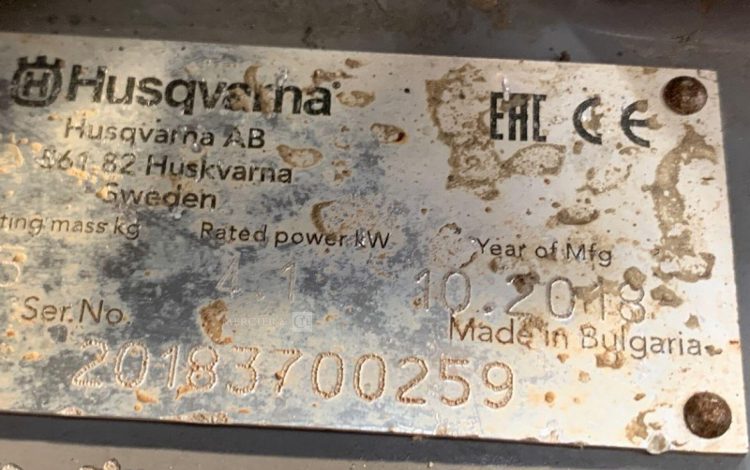 Husqvarna
EAC CE
Husqvarna AB
561 82 Huskvarna
Sweden
ting mass kg Rated power kW Year of Mfg
4.1 10.2018
Ser.No. Made in Bulgaria
20183700259